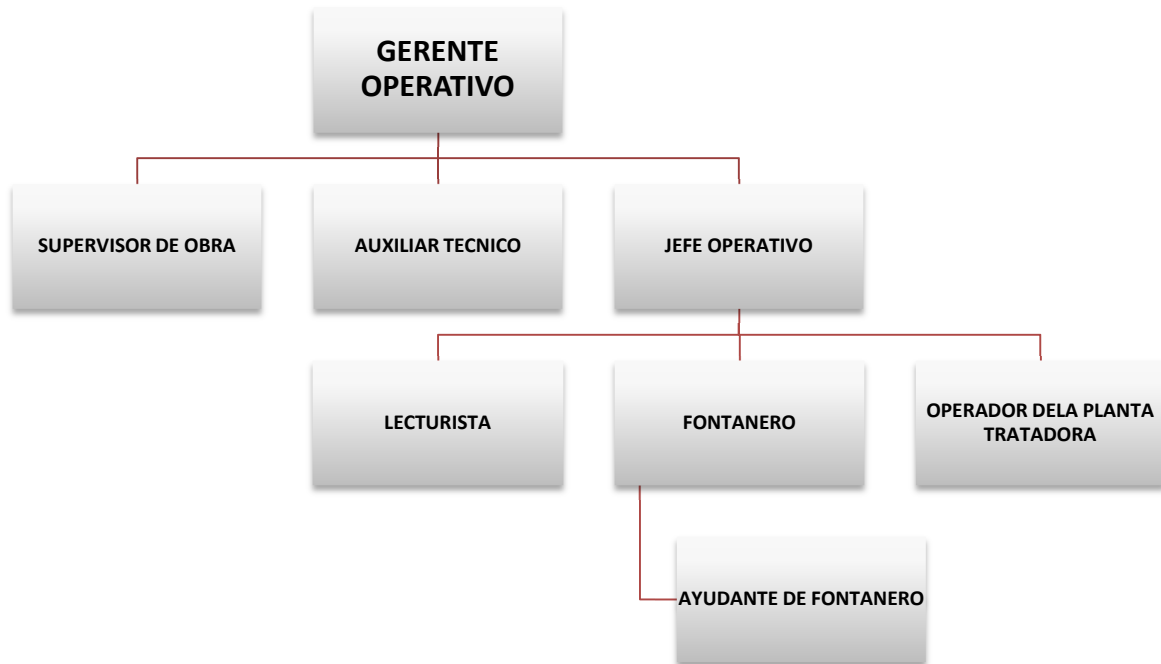 GERENTE
OPERATIVO
SUPERVISOR DE OBRA
AUXILIAR TECNICO
JEFE OPERATIVO
LECTURISTA
FONTANERO
OPERADOR DELA PLANTA
TRATADORA
AYUDANTE DE FONTANERO